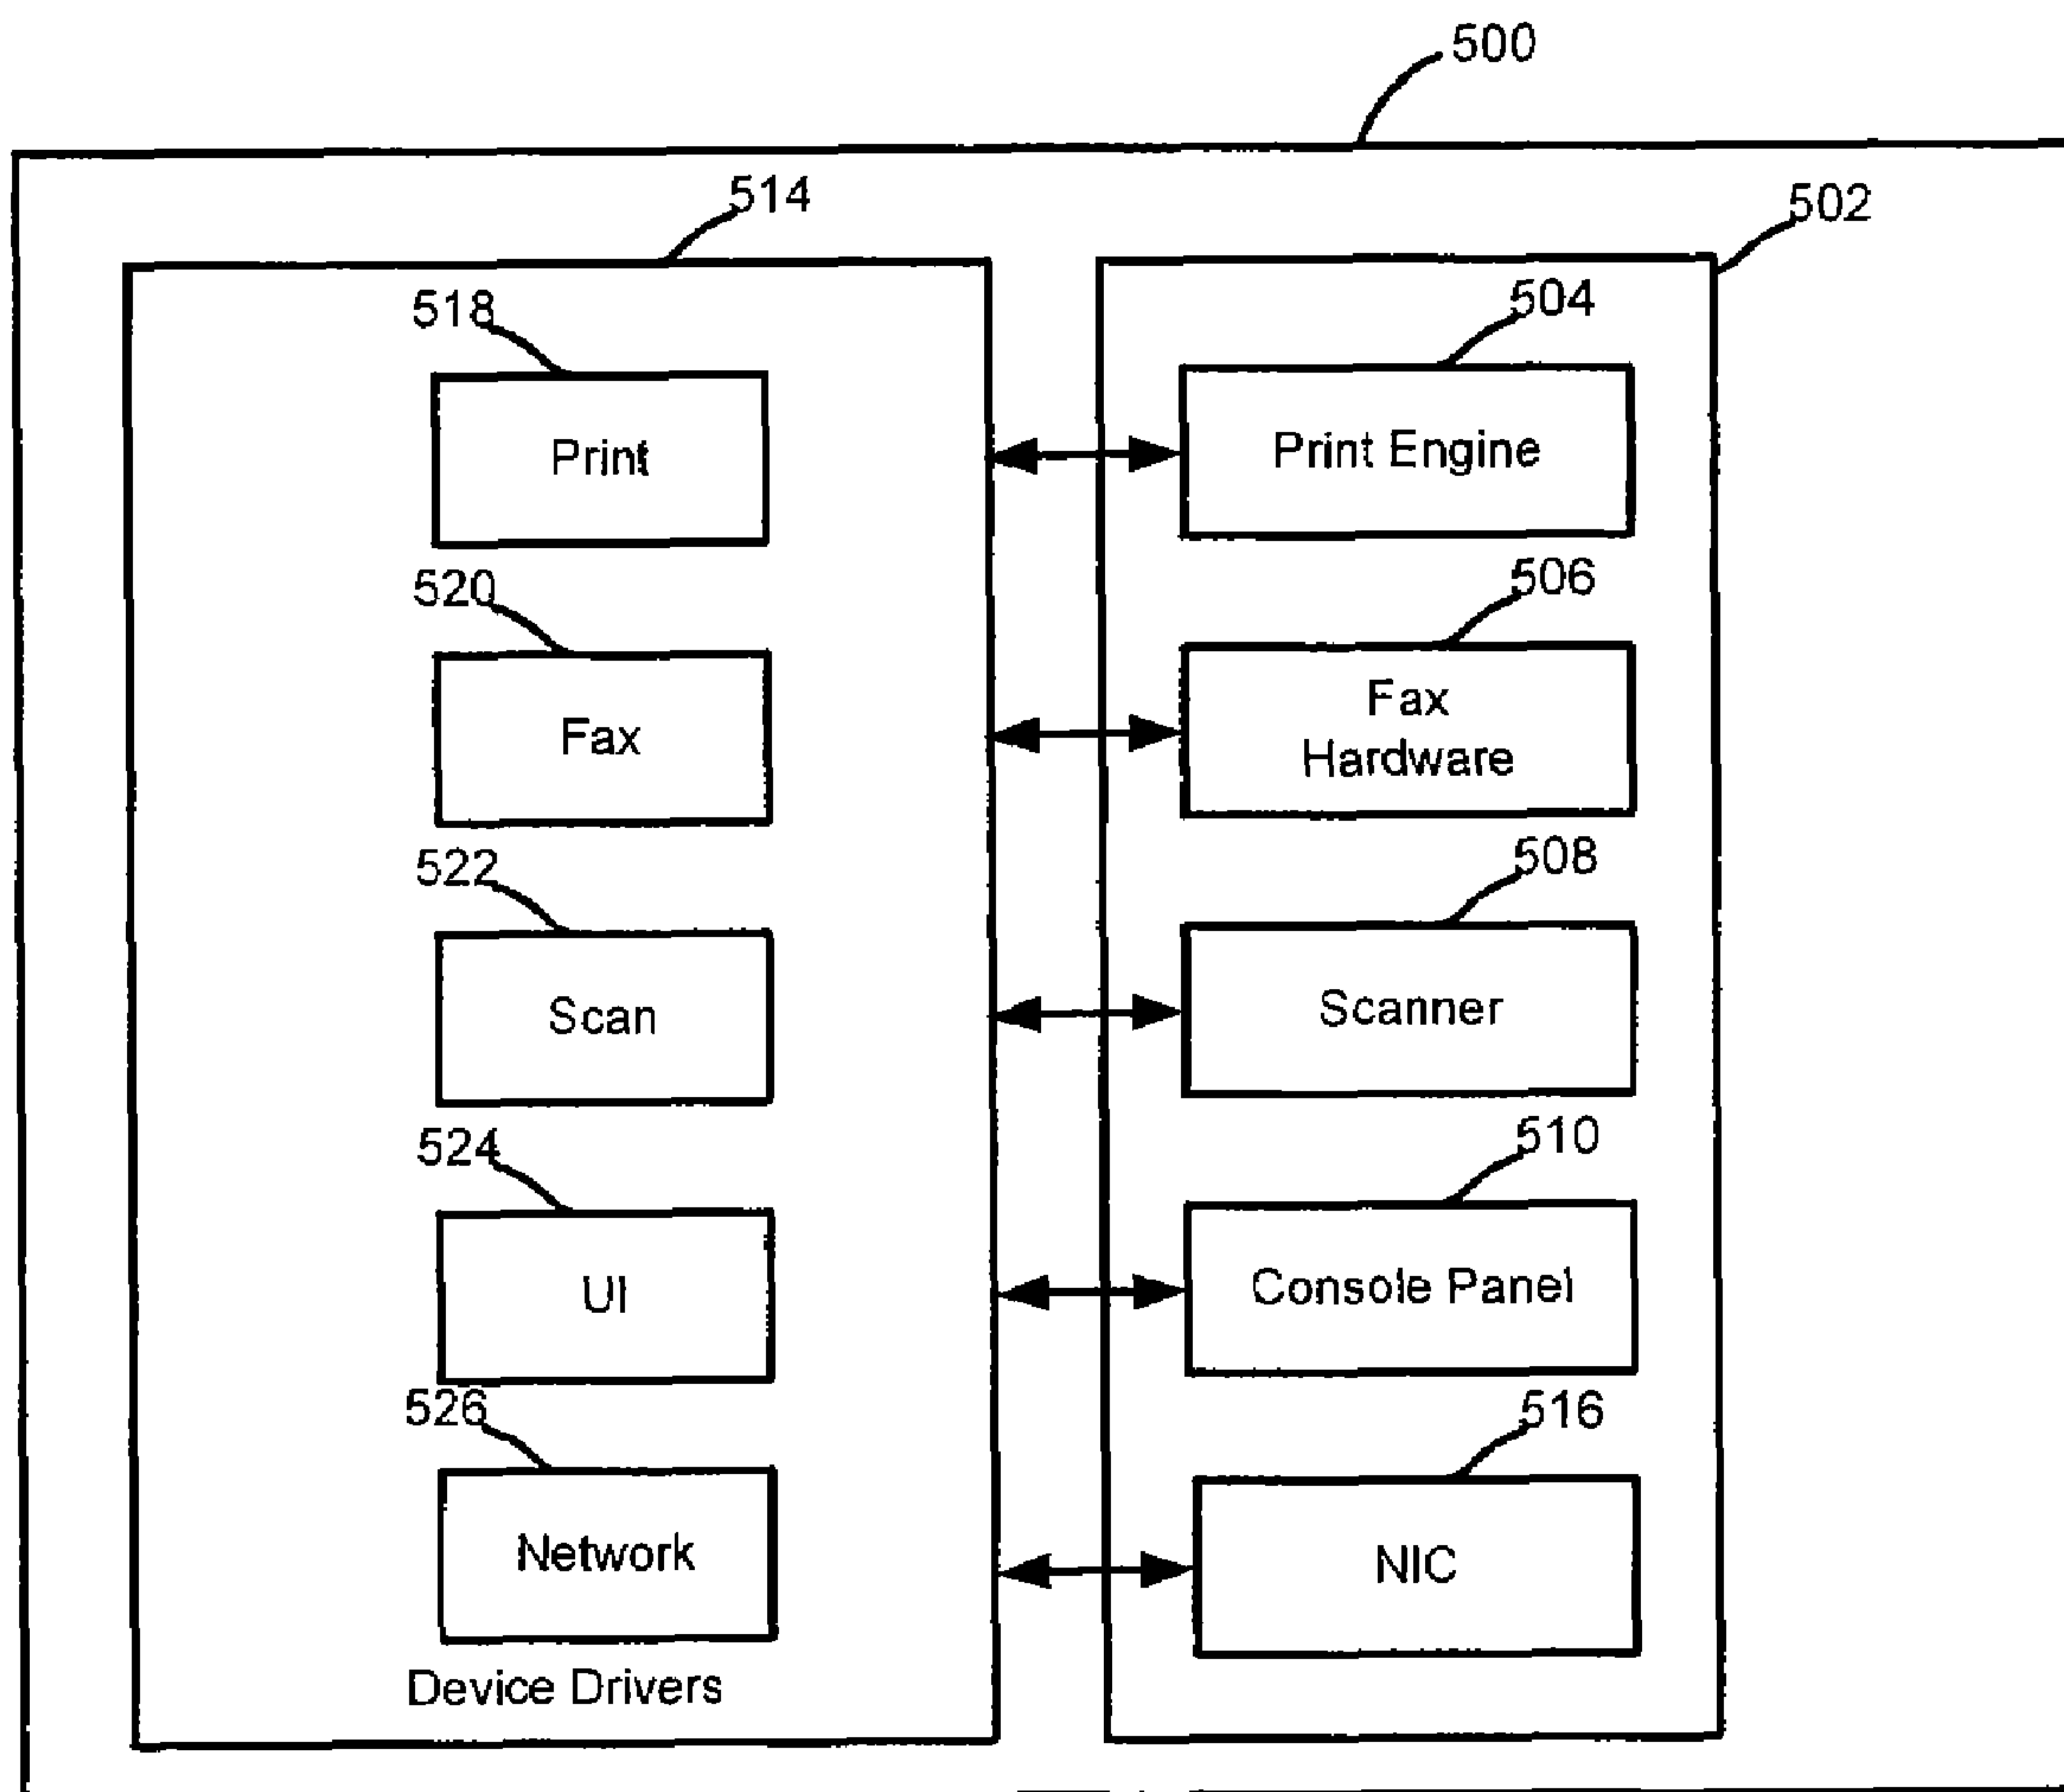 500
514
502
518
504
Print
Print Engine
520
506
Fax
Fax
Hardware
522
508
Scan
Scanner
524
510
UI
Console Panel
526
516
Network
NIC
Device Drivers